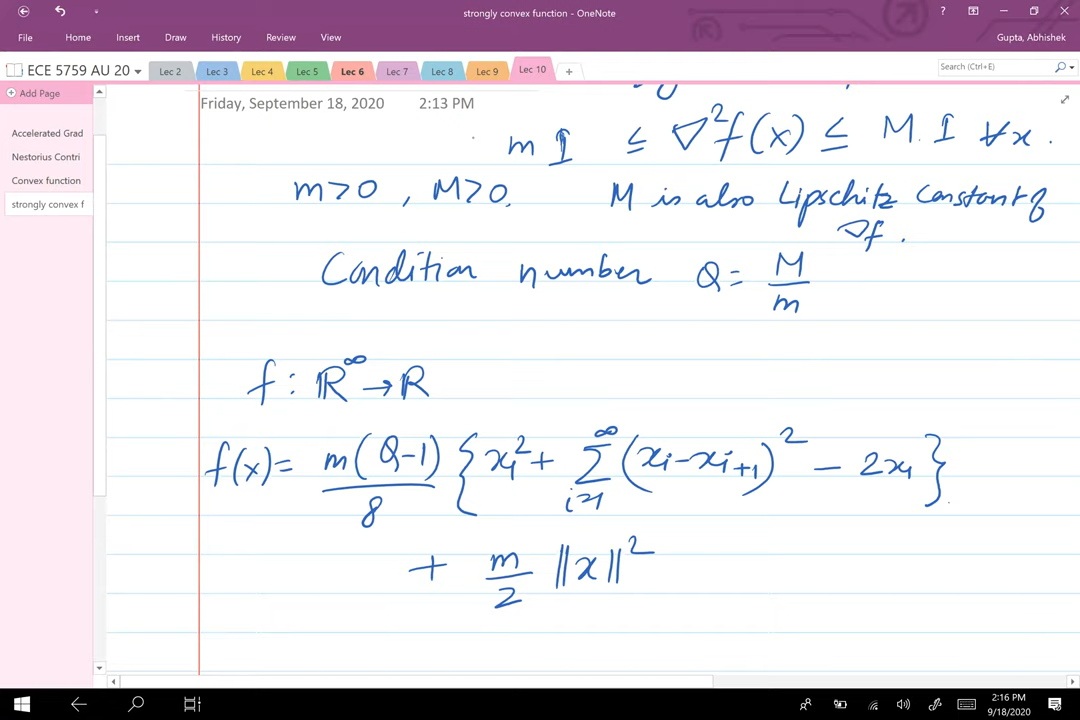 strongly convex function - OneNote
File Home Insert Draw History Review View Gupta, Abhishek
ECE 5759 AU 20 Lec 2 Lec 3 Lec 4 Lec 5 Lec 6 Lec 7 Lec 8 Lec 9 Lec 10 + Search (Ctrl+E)
Add Page
Accelerated Grad
Nestorius Contri
Convex function
strongly convex f
Friday, September 18, 2020 2:13 PM
m I ≤ ∇²f(x) ≤ M. I ∀x.
m>0 , M>0. M is also Lipschitz constant of
∇f.
Condition number Q = M/m
f : ℝ^∞ → ℝ
f(x) = m(Q-1)/8 { x₁² + ∑_{i=1}^∞ (x_i - x_{i+1})² - 2x₁ }
+ m/2 ||x||²
2:16 PM
9/18/2020